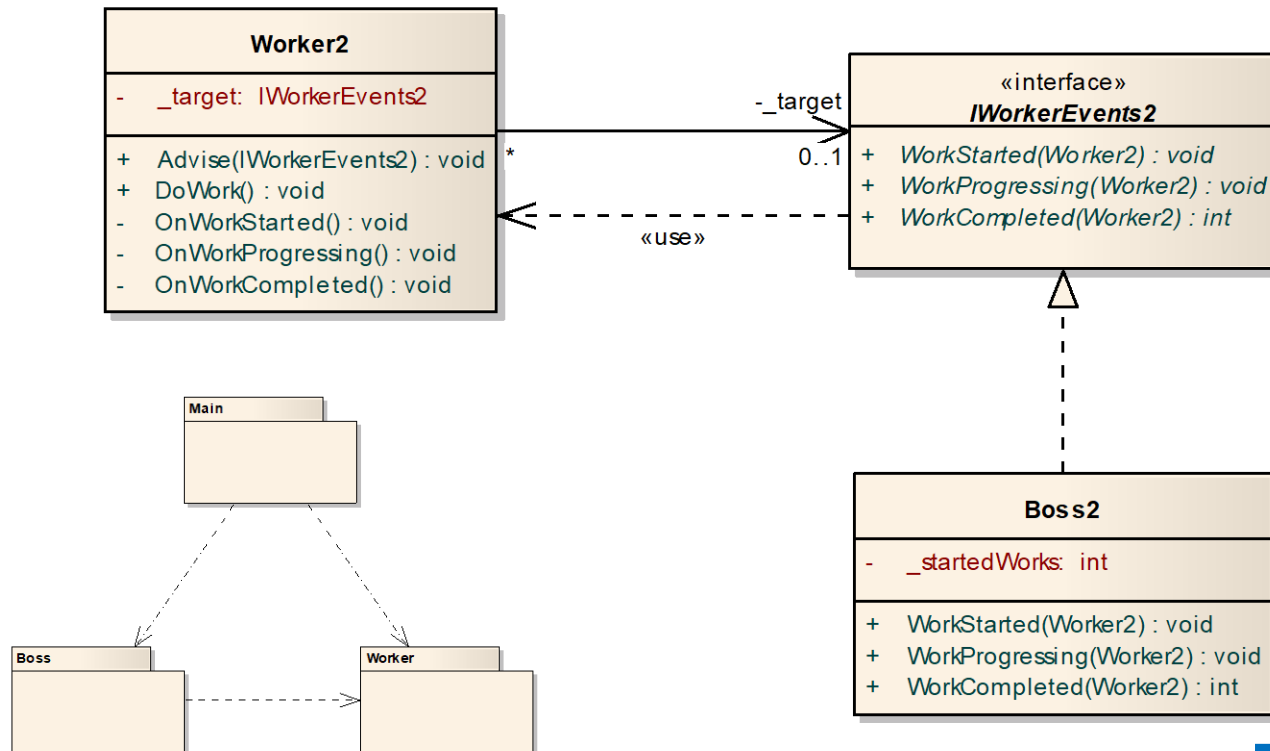 Worker2
- _target: IWorkerEvents2
+ Advise(IWorkerEvents2) : void
+ DoWork() : void
- OnWorkStarted() : void
- OnWorkProgressing() : void
- OnWorkCompleted() : void
-_target
*
0..1
«use»
«interface»
IWorkerEvents2
+ WorkStarted(Worker2) : void
+ WorkProgressing(Worker2) : void
+ WorkCompleted(Worker2) : int
Main
Boss
Worker
Boss2
- _startedWorks: int
+ WorkStarted(Worker2) : void
+ WorkProgressing(Worker2) : void
+ WorkCompleted(Worker2) : int